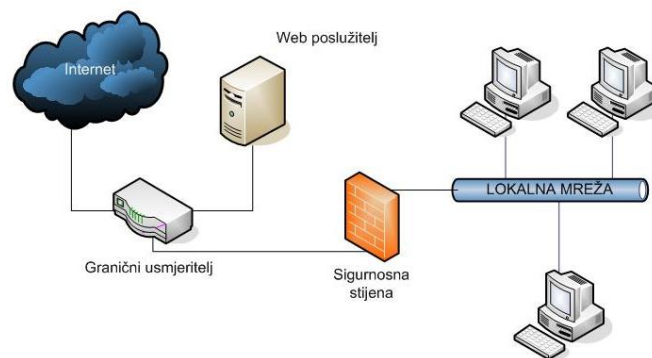 Internet
Web poslužitelj
LOKALNA MREŽA
Granični usmjeritelj
Sigurnosna
stijena